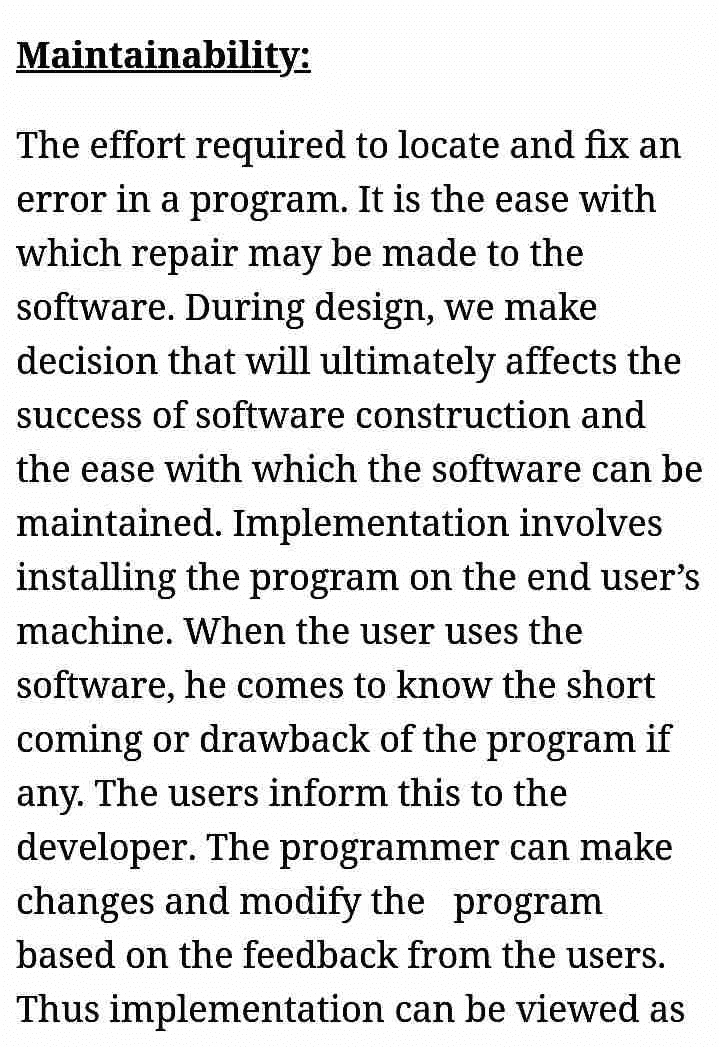 Maintainability:
The effort required to locate and fix an
error in a program. It is the ease with
which repair may be made to the
software. During design, we make
decision that will ultimately affects the
success of software construction and
the ease with which the software can be
maintained. Implementation involves
installing the program on the end user’s
machine. When the user uses the
software, he comes to know the short
coming or drawback of the program if
any. The users inform this to the
developer. The programmer can make
changes and modify the   program
based on the feedback from the users.
Thus implementation can be viewed as